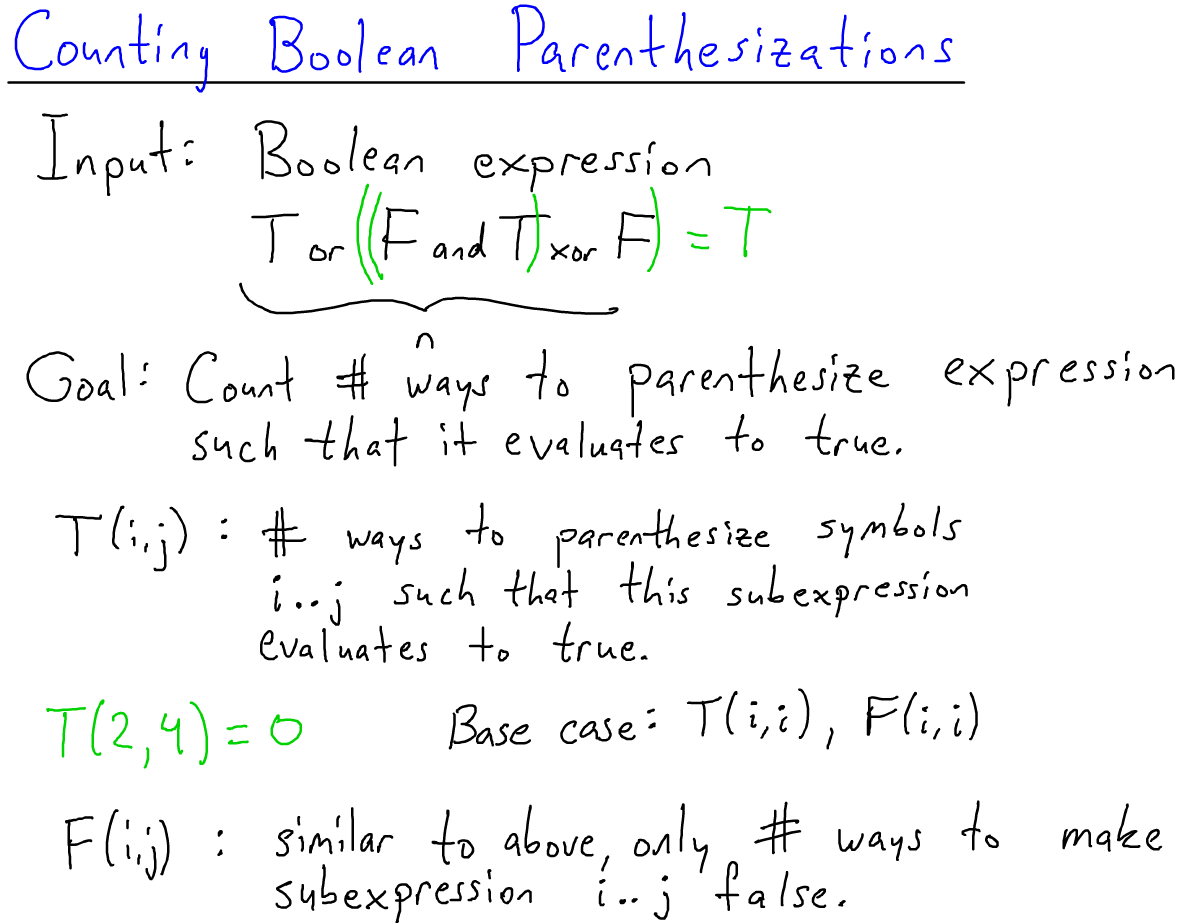 Counting Boolean Parenthesizations
Input: Boolean expression
T or ((F and T) xor F) = T
n
Goal: Count # ways to parenthesize expression
such that it evaluates to true.
T(i,j) : # ways to parenthesize symbols
i..j such that this subexpression
evaluates to true.
T(2,4) = 0 Base case: T(i,i), F(i,i)
F(i,j) : similar to above, only # ways to make
subexpression i..j false.